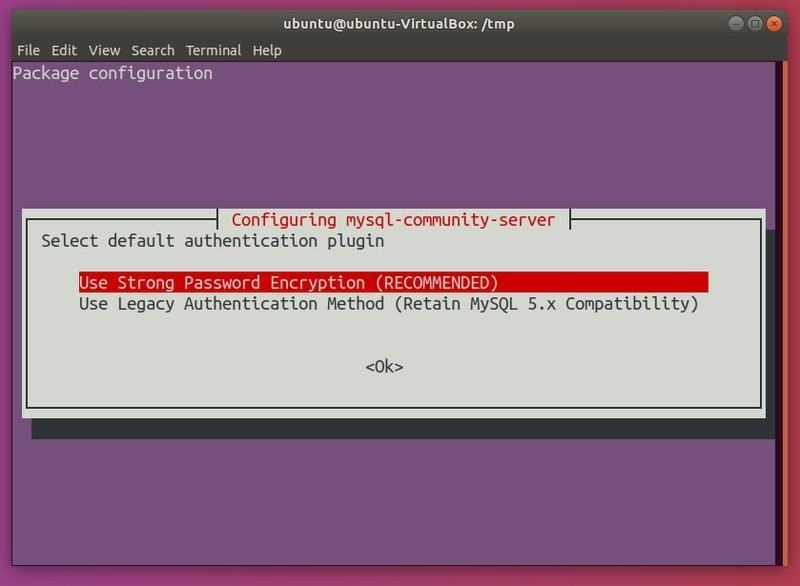 ubuntu@ubuntu-VirtualBox: /tmp
File Edit View Search Terminal Help
Package configuration
Configuring mysql-community-server
Select default authentication plugin
Use Strong Password Encryption (RECOMMENDED)
Use Legacy Authentication Method (Retain MySQL 5.x Compatibility)
<Ok>